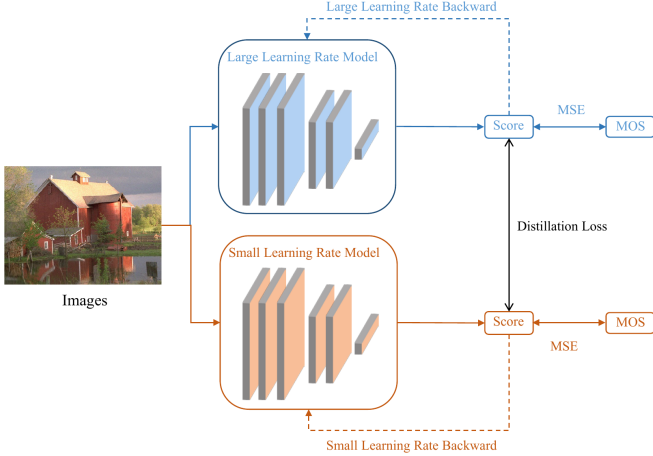 Large Learning Rate Backward
Large Learning Rate Model
MSE
Score
MOS
Distillation Loss
Small Learning Rate Model
Images
Score
MOS
MSE
Small Learning Rate Backward